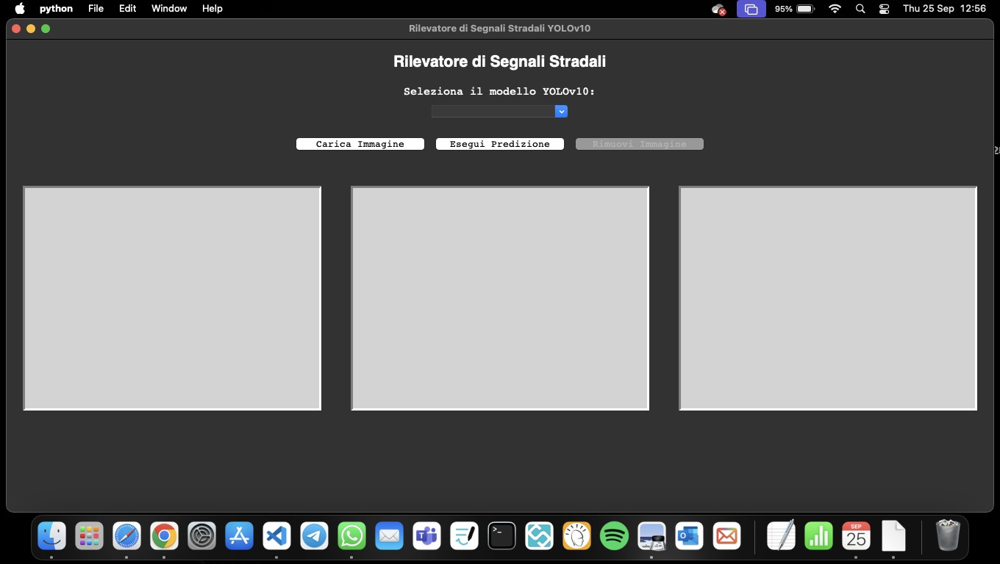 python File Edit Window Help 95% Thu 25 Sep 12:56
Rilevatore di Segnali Stradali YOLOv10
Rilevatore di Segnali Stradali
Seleziona il modello YOLOv10:
Carica Immagine Esegui Predizione Rimuovi Immagine
SEP
25